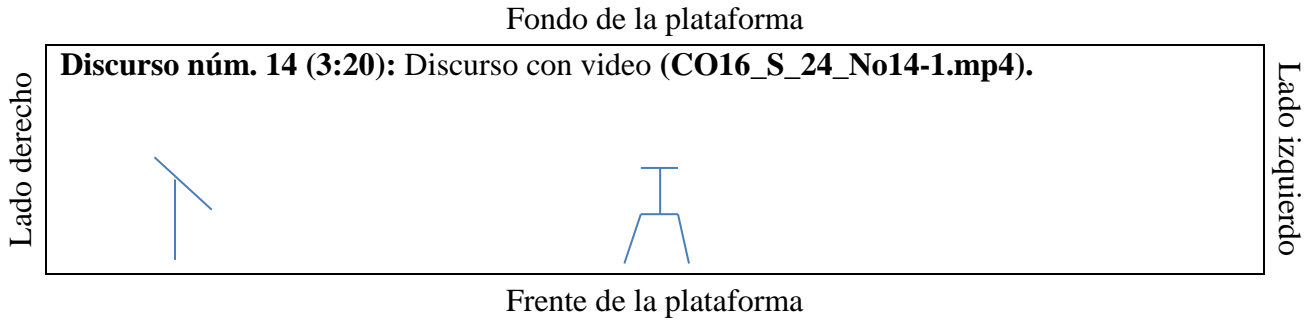 Fondo de la plataforma
Discurso núm. 14 (3:20): Discurso con video (CO16_S_24_No14-1.mp4).
Lado derecho
Lado izquierdo
Frente de la plataforma